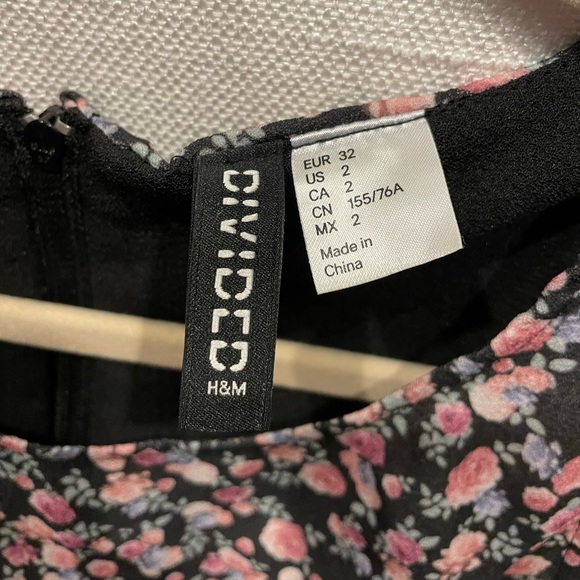 DIVIDED
H&M
EUR 32
US 2
CA 2
CN 155/76A
MX 2
Made in
China